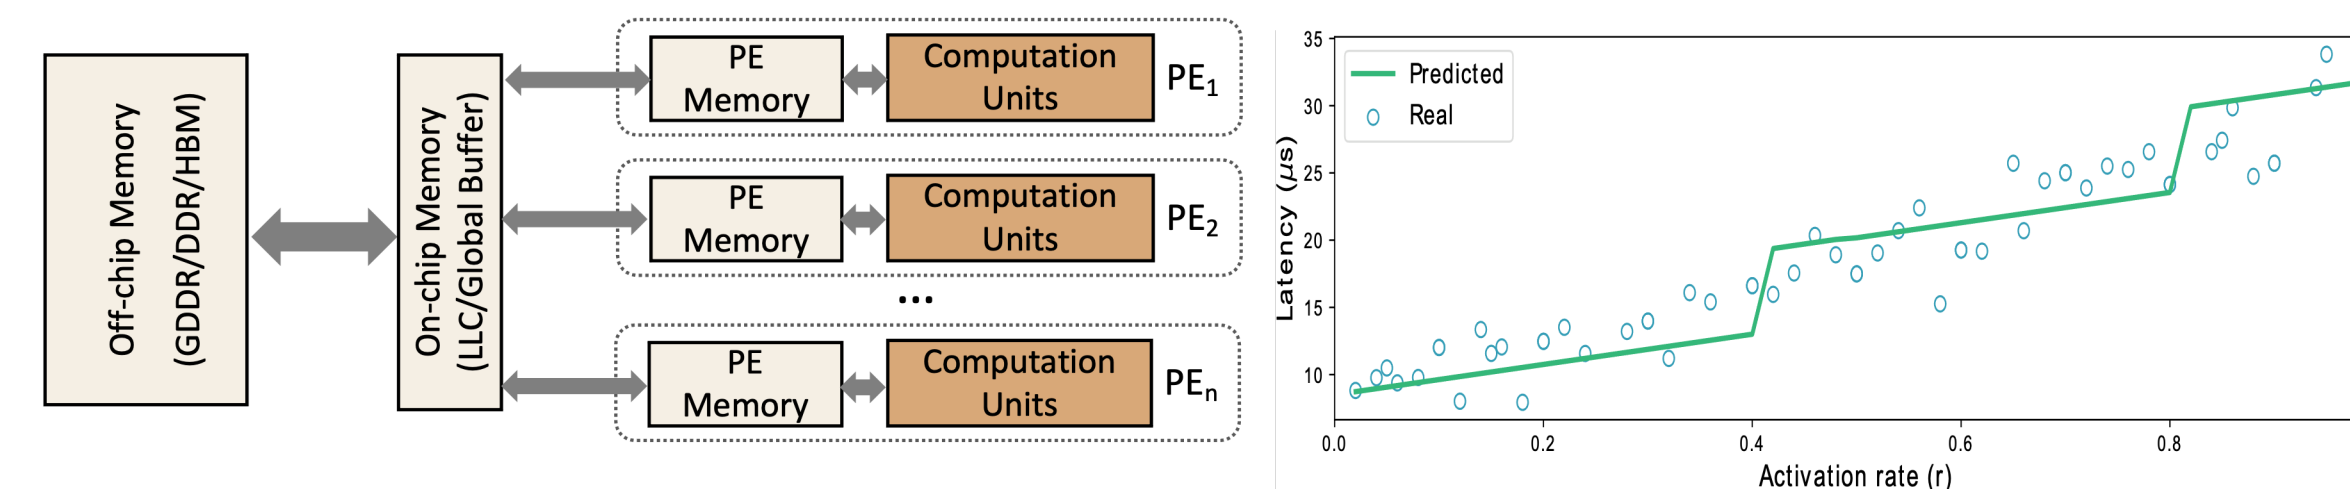 Off-chip Memory
(GDDR/DDR/HBM)
On-chip Memory
(LLC/Global Buffer)
PE
Memory
Computation
Units
PE1
PE
Memory
Computation
Units
PE2
...
PE
Memory
Computation
Units
PEn
Predicted
Real
Latency (μs)
35
30
25
20
15
10
0.0
0.2
0.4
0.6
0.8
Activation rate (r)